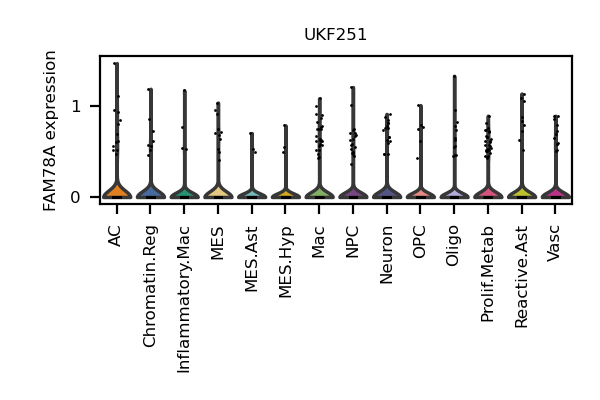 UKF251
FAM78A expression
1
0
AC
Chromatin.Reg
Inflammatory.Mac
MES
MES.Ast
MES.Hyp
Mac
NPC
Neuron
OPC
Oligo
Prolif.Metab
Reactive.Ast
Vasc